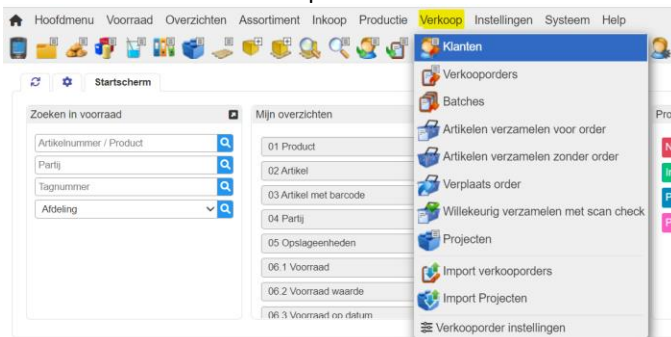 Hoofdmenu Voorraad Overzichten Assortiment Inkoop Productie Verkoop Instellingen Systeem Help
Startscherm
Zoeken in voorraad
Artikelnummer / Product
Partij
Tagnummer
Afdeling
Mijn overzichten
01 Product
02 Artikel
03 Artikel met barcode
04 Partij
05 Opslageenheden
06.1 Voorraad
06.2 Voorraad waarde
06.3 Voorraad op datum
Klanten
Verkooporders
Batches
Artikelen verzamelen voor order
Artikelen verzamelen zonder order
Verplaats order
Willekeurig verzamelen met scan check
Projecten
Import verkooporders
Import Projecten
Verkooporder instellingen
Pro